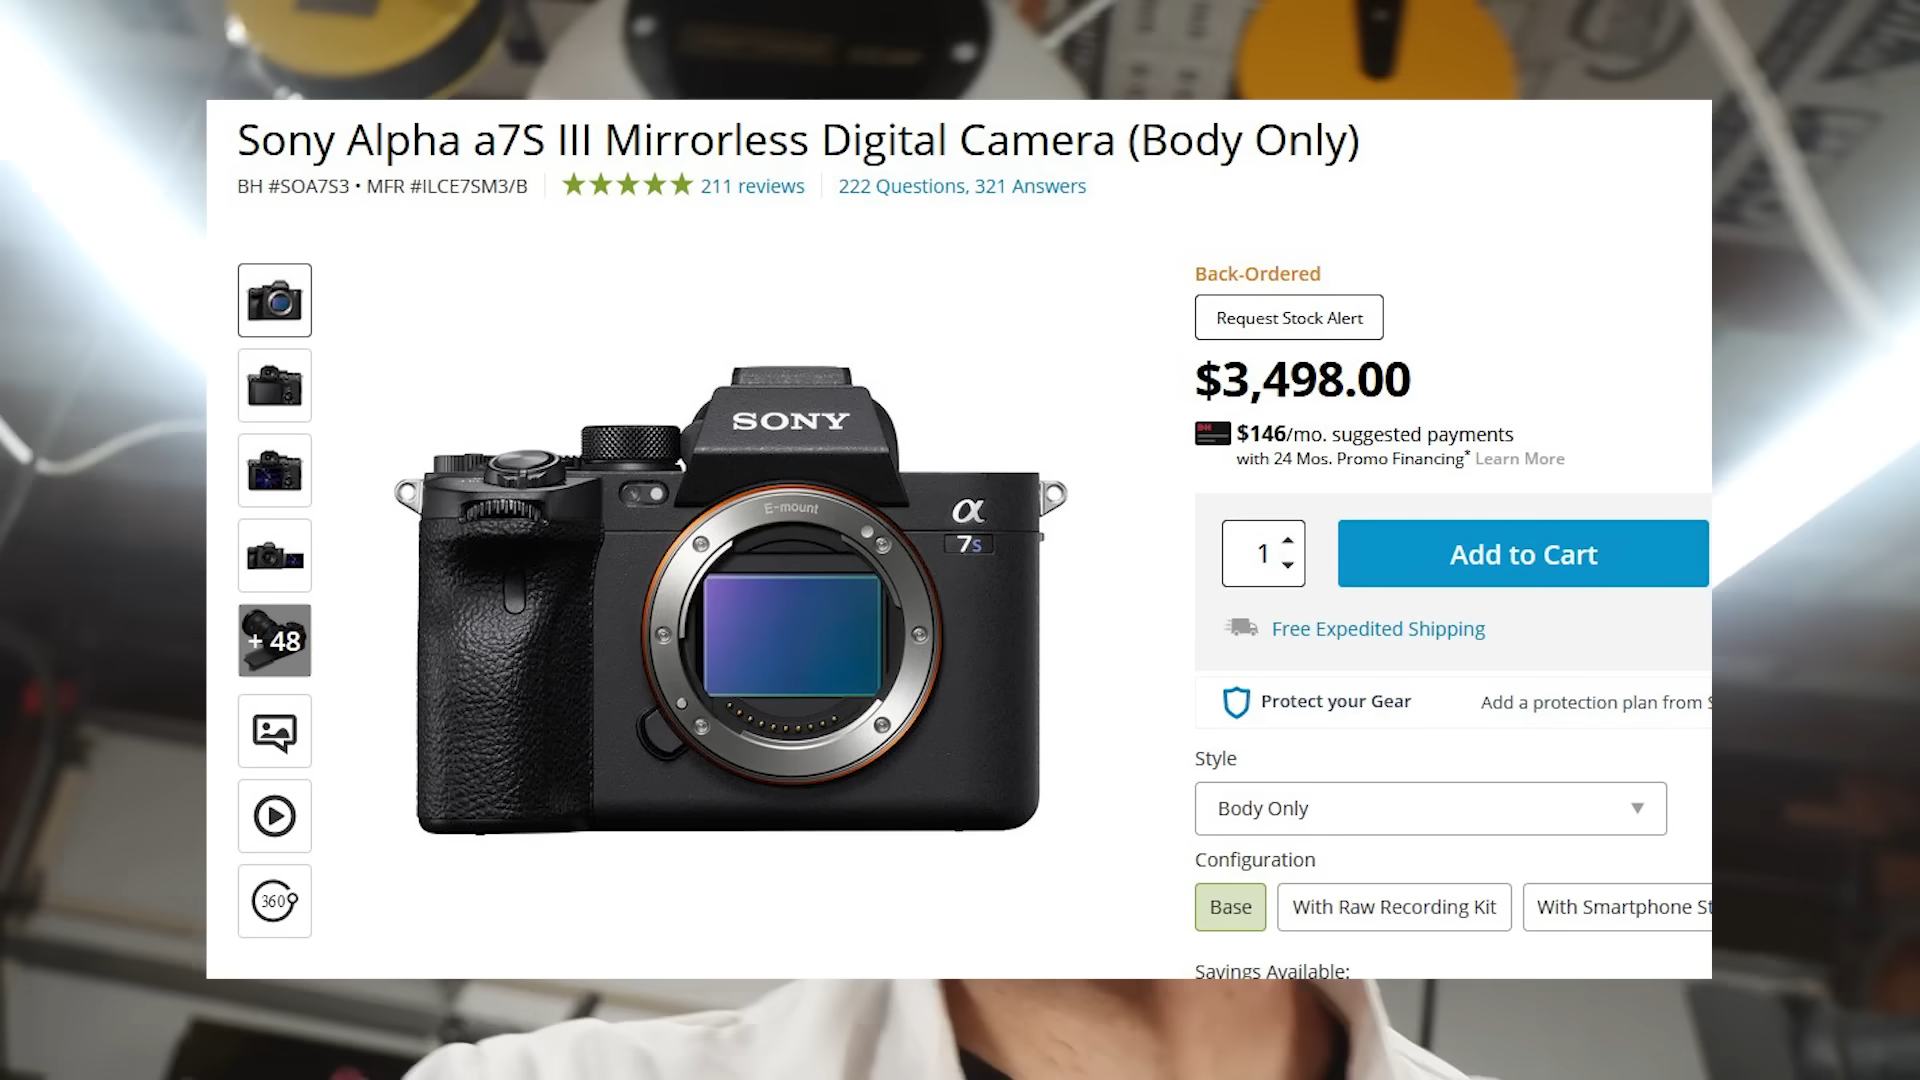 Sony Alpha a7S III Mirrorless Digital Camera (Body Only)
BH #SOA7S3 • MFR #ILCE7SM3/B
211 reviews
222 Questions, 321 Answers
+ 48
360
SONY
E-mount
α
7s
Back-Ordered
Request Stock Alert
$3,498.00
BH
$146/mo. suggested payments
with 24 Mos. Promo Financing* Learn More
1
Add to Cart
Free Expedited Shipping
Protect your Gear
Add a protection plan from $
Style
Body Only
Configuration
Base
With Raw Recording Kit
With Smartphone St
Savings Available: